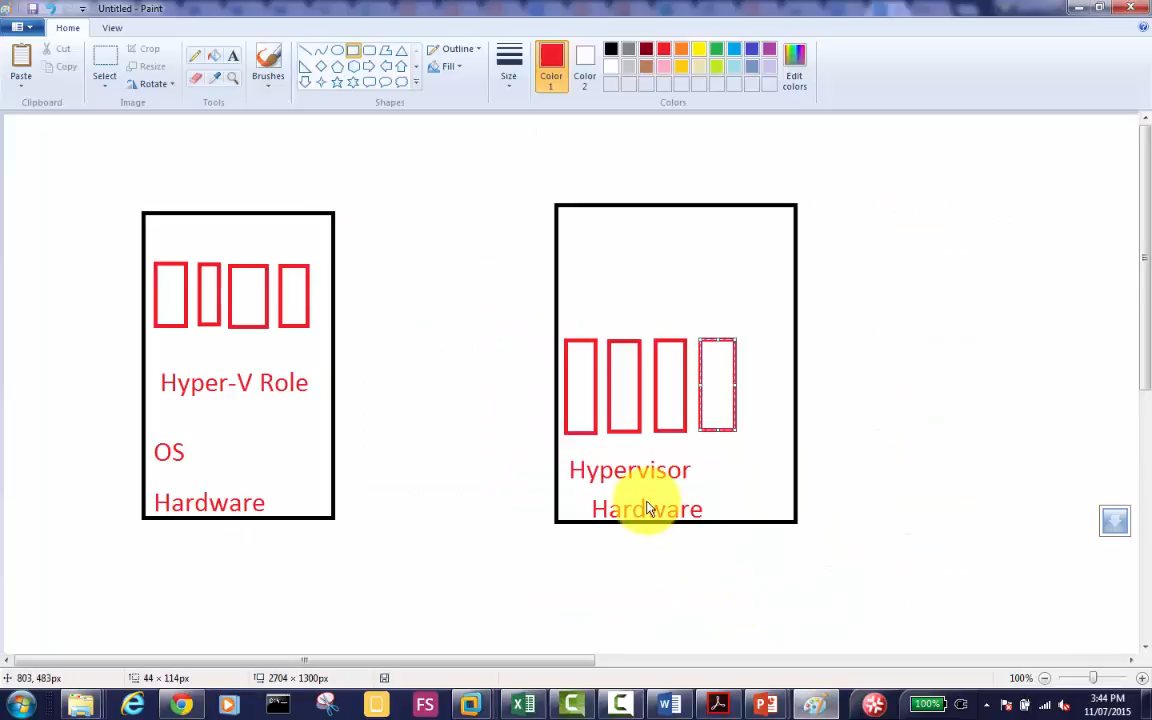 Untitled - Paint
Home
View
Paste
Cut
Copy
Clipboard
Select
Crop
Resize
Rotate
Image
A
Tools
Brushes
Outline
Fill
Shapes
Size
Color
1
Color
2
Edit
colors
Colors
Hyper-V Role
OS
Hardware
Hypervisor
Hardware
803, 483px
44 × 114px
2704 × 1300px
100%
FS
100%
3:44 PM
11/07/2015